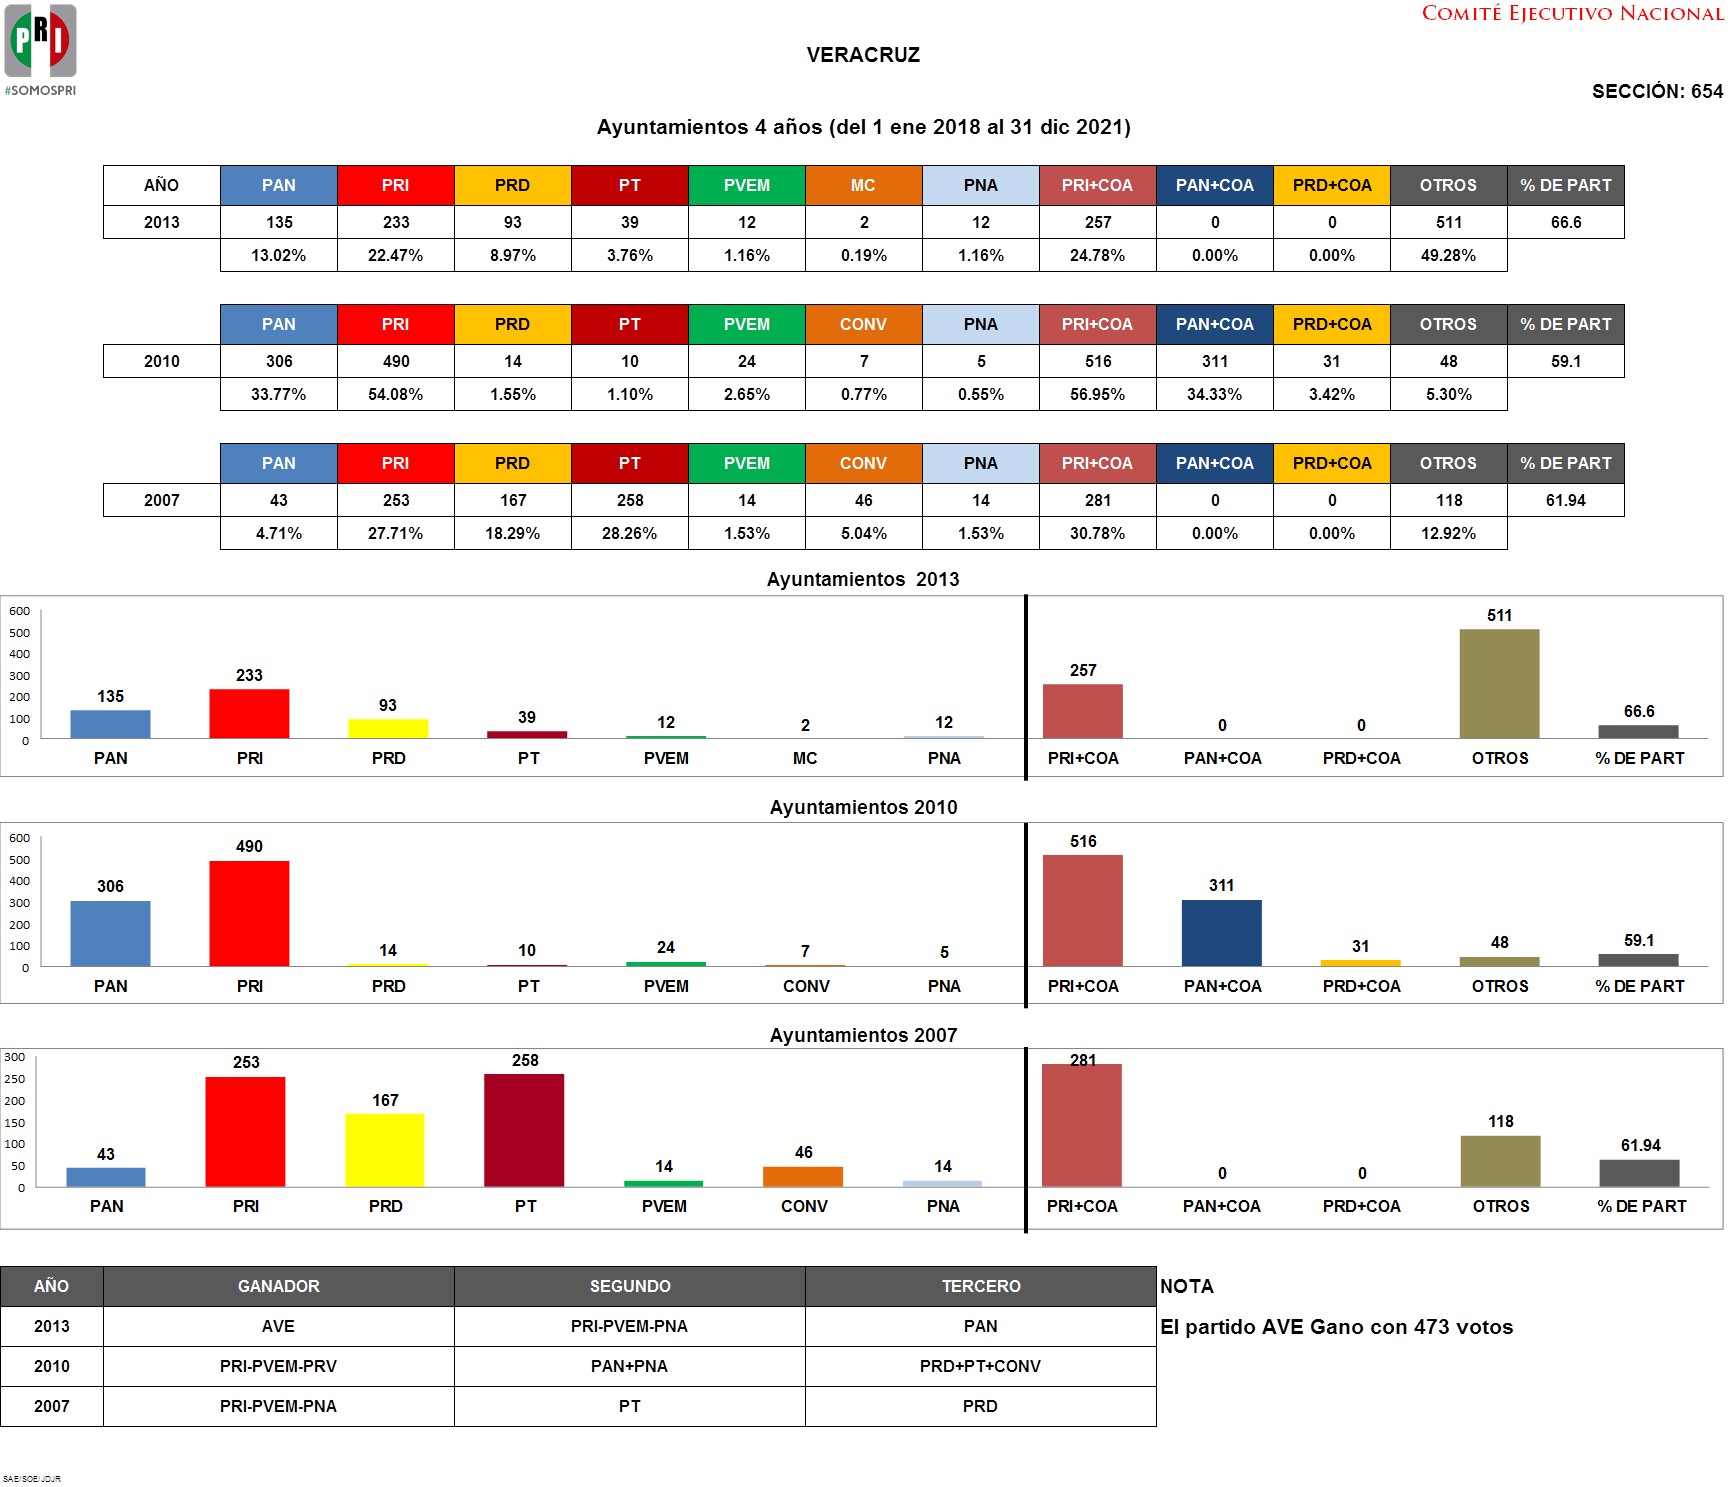 PRI
#SOMOSPRI
COMITÉ EJECUTIVO NACIONAL
VERACRUZ
SECCIÓN: 654
Ayuntamientos 4 años (del 1 ene 2018 al 31 dic 2021)
AÑO PAN PRI PRD PT PVEM MC PNA PRI+COA PAN+COA PRD+COA OTROS % DE PART
2013 135 233 93 39 12 2 12 257 0 0 511 66.6
13.02% 22.47% 8.97% 3.76% 1.16% 0.19% 1.16% 24.78% 0.00% 0.00% 49.28%
PAN PRI PRD PT PVEM CONV PNA PRI+COA PAN+COA PRD+COA OTROS % DE PART
2010 306 490 14 10 24 7 5 516 311 31 48 59.1
33.77% 54.08% 1.55% 1.10% 2.65% 0.77% 0.55% 56.95% 34.33% 3.42% 5.30%
PAN PRI PRD PT PVEM CONV PNA PRI+COA PAN+COA PRD+COA OTROS % DE PART
2007 43 253 167 258 14 46 14 281 0 0 118 61.94
4.71% 27.71% 18.29% 28.26% 1.53% 5.04% 1.53% 30.78% 0.00% 0.00% 12.92%
Ayuntamientos 2013
600
500
400
300
200
100
0
135 233 93 39 12 2 12 257 0 0 511 66.6
PAN PRI PRD PT PVEM MC PNA PRI+COA PAN+COA PRD+COA OTROS % DE PART
Ayuntamientos 2010
600
500
400
300
200
100
0
306 490 14 10 24 7 5 516 311 31 48 59.1
PAN PRI PRD PT PVEM CONV PNA PRI+COA PAN+COA PRD+COA OTROS % DE PART
Ayuntamientos 2007
300
250
200
150
100
50
0
43 253 167 258 14 46 14 281 0 0 118 61.94
PAN PRI PRD PT PVEM CONV PNA PRI+COA PAN+COA PRD+COA OTROS % DE PART
AÑO GANADOR SEGUNDO TERCERO NOTA
2013 AVE PRI-PVEM-PNA PAN El partido AVE Gano con 473 votos
2010 PRI-PVEM-PRV PAN+PNA PRD+PT+CONV
2007 PRI-PVEM-PNA PT PRD
SAE/SOE/JDJR